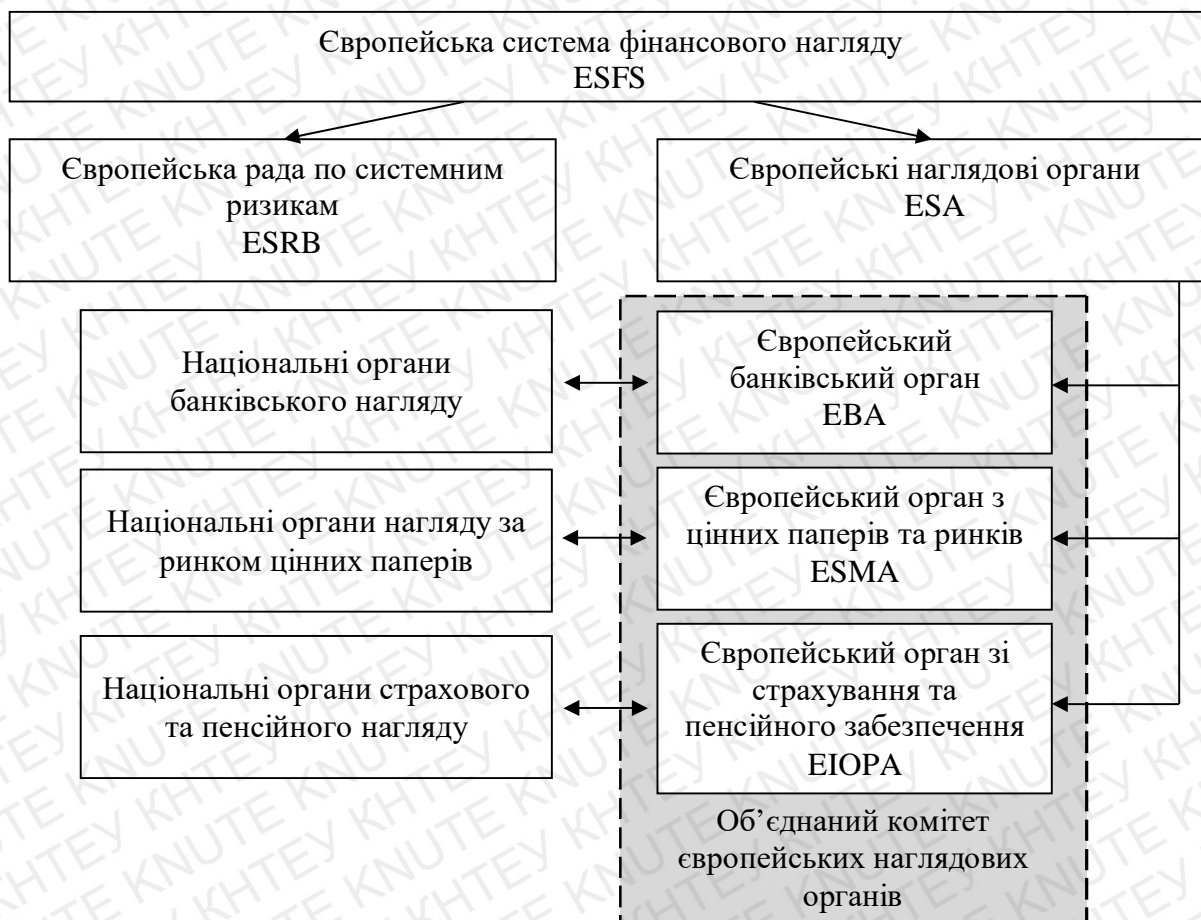 Європейська система фінансового нагляду
ESFS
Європейська рада по системним
ризикам
ESRB
Європейські наглядові органи
ESA
Національні органи
банківського нагляду
Європейський
банківський орган
EBA
Національні органи нагляду за
ринком цінних паперів
Європейський орган з
цінних паперів та ринків
ESMA
Національні органи страхового
та пенсійного нагляду
Європейський орган зі
страхування та
пенсійного забезпечення
EIOPA
Об’єднаний комітет
європейських наглядових
органів